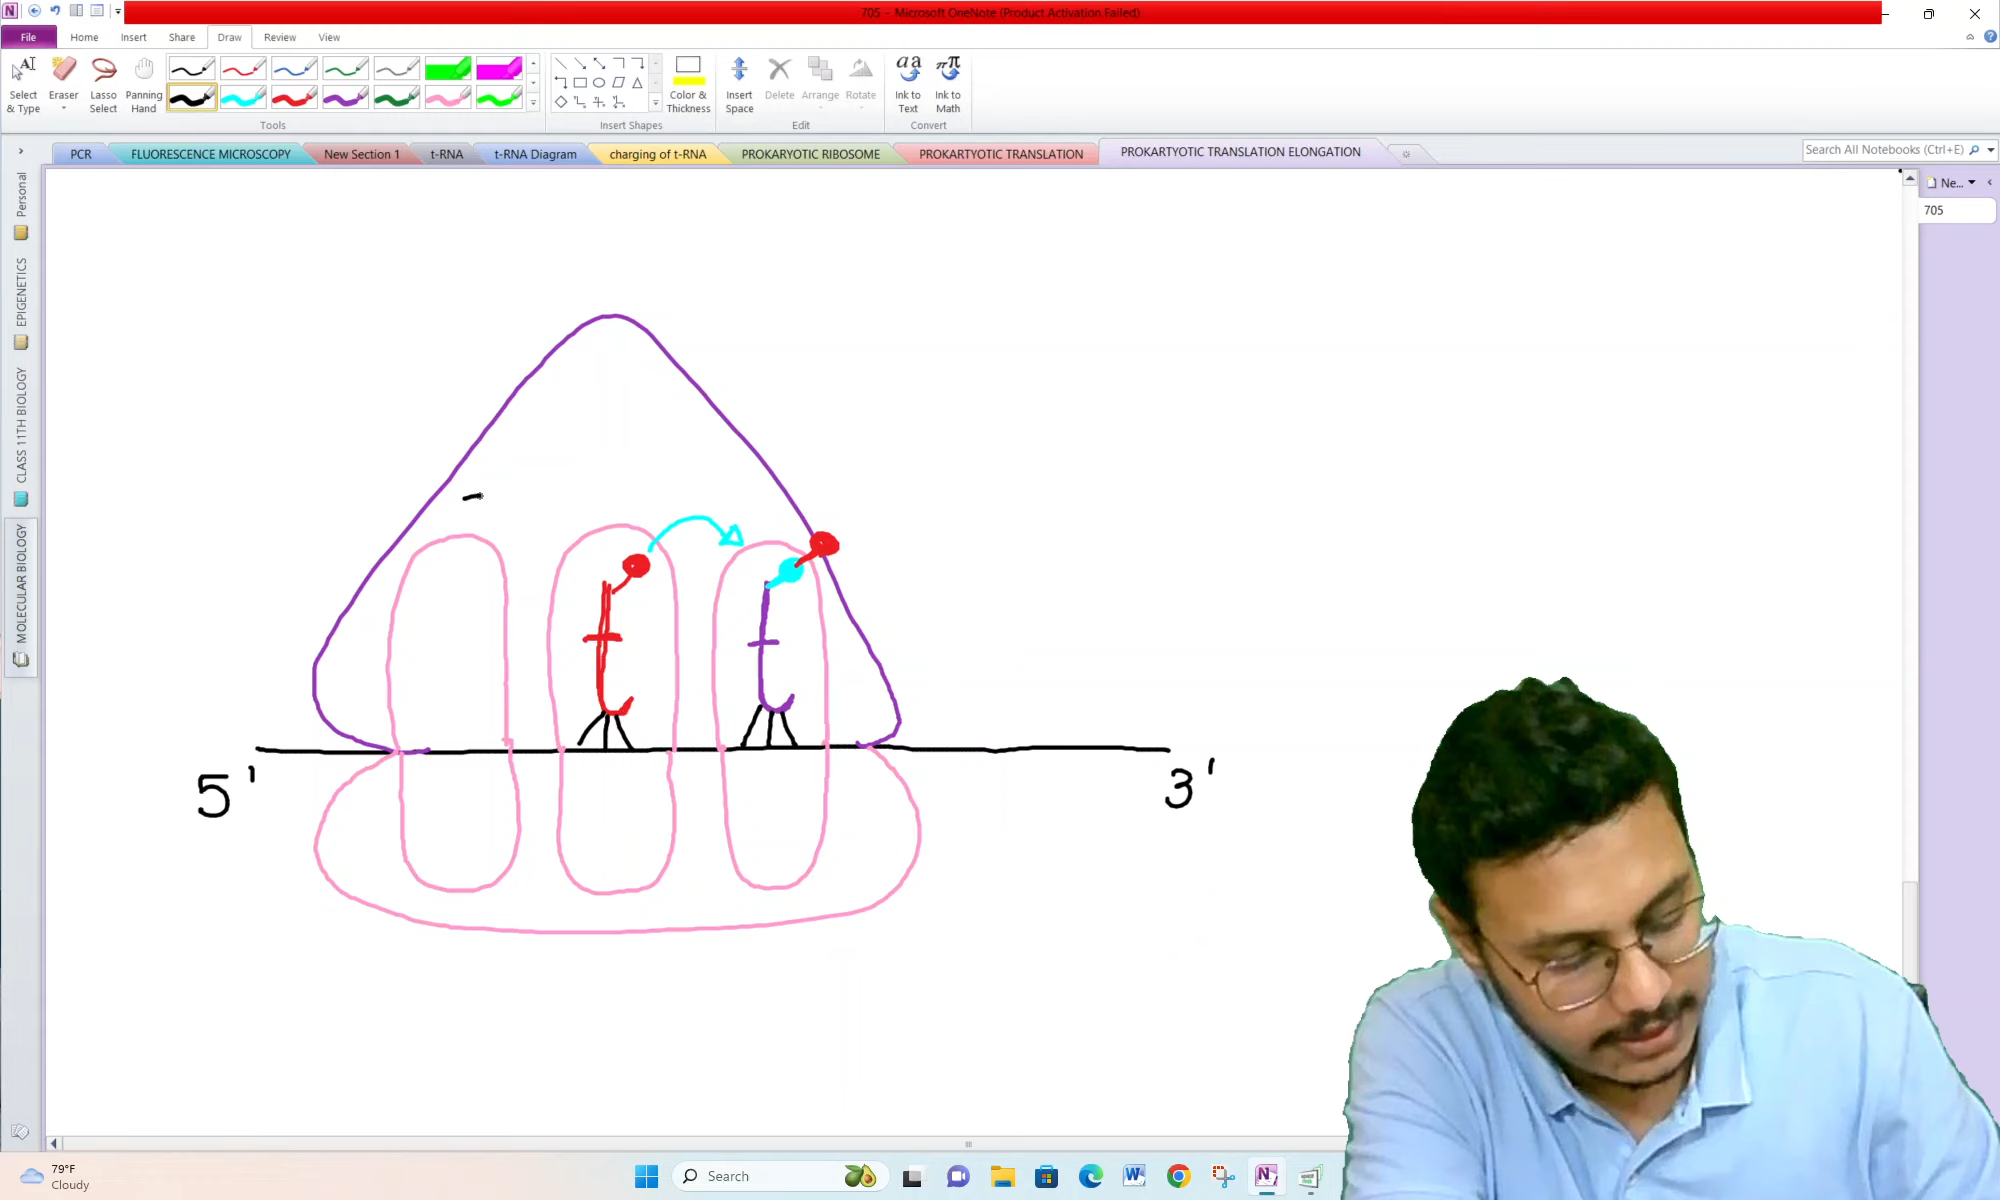 705 - Microsoft OneNote (Product Activation Failed)
File Home Insert Share Draw Review View
Select & Type
Eraser
Lasso Select
Panning Hand
Color & Thickness
Insert Space
Delete
Arrange
Rotate
Ink to Text
Ink to Math
Tools
Insert Shapes
Edit
Convert
PCR FLUORESCENCE MICROSCOPY New Section 1 t-RNA t-RNA Diagram charging of t-RNA PROKARYOTIC RIBOSOME PROKARTYOTIC TRANSLATION PROKARTYOTIC TRANSLATION ELONGATION
Search All Notebooks (Ctrl+E)
Ne...
705
Personal
EPIGENETICS
CLASS 11TH BIOLOGY
MOLECULAR BIOLOGY
5'
3'
79°F
Cloudy
Search